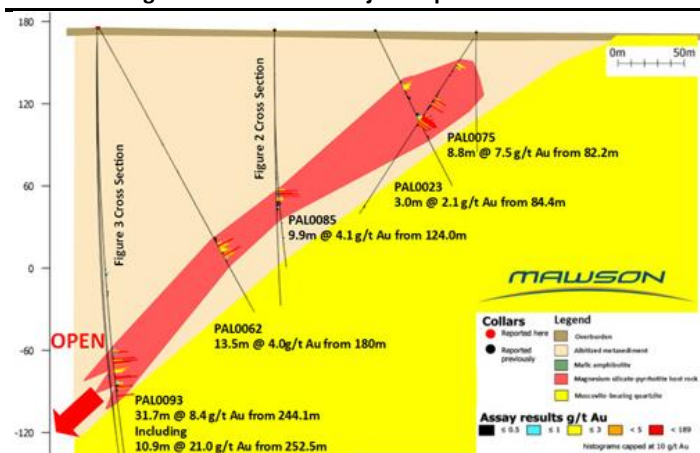 180
120
60
0
-60
-120
0m 50m
Figure 3 Cross Section
Figure 2 Cross Section
PAL0075
8.8m @ 7.5 g/t Au from 82.2m
PAL0023
3.0m @ 2.1 g/t Au from 84.4m
PAL0085
9.9m @ 4.1 g/t Au from 124.0m
PAL0062
13.5m @ 4.0g/t Au from 180m
OPEN
PAL0093
31.7m @ 8.4 g/t Au from 244.1m
Including
10.9m @ 21.0 g/t Au from 252.5m
MAWSON
Collars
Reported here
Reported previously
Legend
Overburden
Albitized metasediment
Mafic amphibolite
Magnesium silicate-pyrrhotite host rock
Muscovite-bearing quartzite
Assay results g/t Au
≤ 0.5 ≤ 1 ≤ 3 < 5 < 189
histograms capped at 10 g/t Au